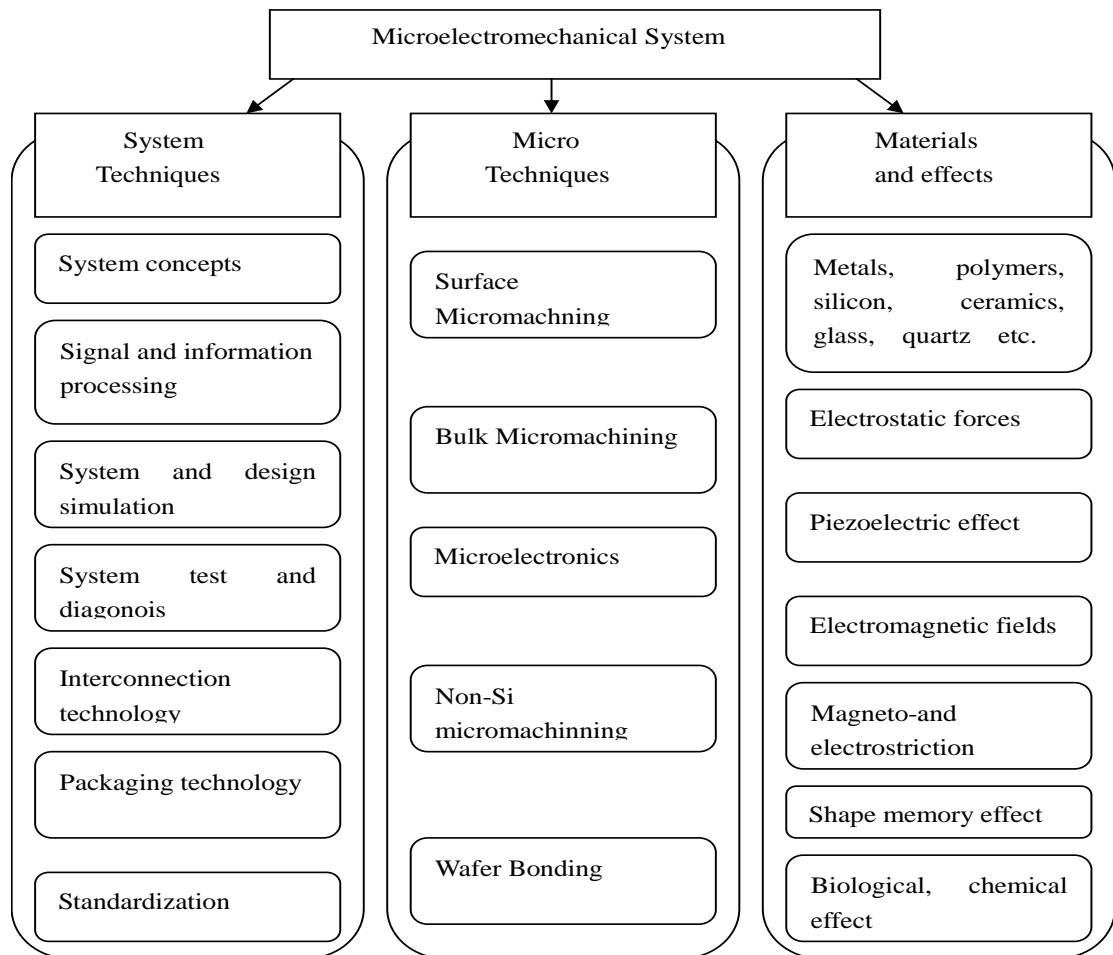 Microelectromechanical System
System
Techniques
System concepts
Signal and information
processing
System and design
simulation
System test and
diagonois
Interconnection
technology
Packaging technology
Standardization
Micro
Techniques
Surface
Micromachnng
Bulk Micromachining
Microelectronics
Non-Si
micromachinning
Wafer Bonding
Materials
and effects
Metals, polymers,
silicon, ceramics,
glass, quartz etc.
Electrostatic forces
Piezoelectric effect
Electromagnetic fields
Magneto-and
electrostriction
Shape memory effect
Biological, chemical
effect